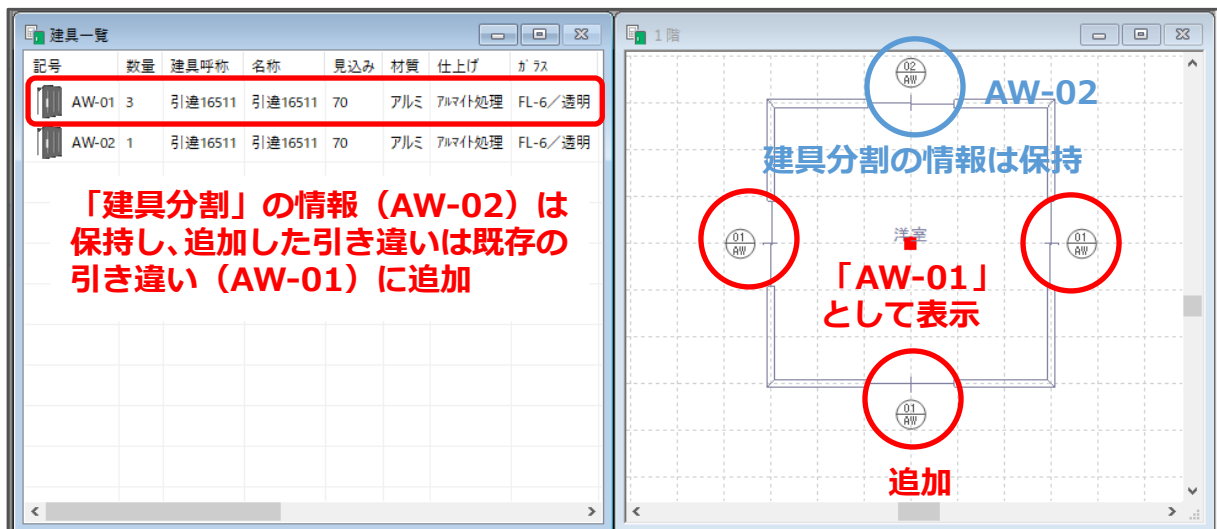 建具一覧
記号 数量 建具呼称 名称 見込み 材質 仕上げ ｶﾞﾗｽ
AW-01 3 引違16511 引違16511 70 アルミ ｱﾙﾏｲﾄ処理 FL-6／透明
AW-02 1 引違16511 引違16511 70 アルミ ｱﾙﾏｲﾄ処理 FL-6／透明
「建具分割」の情報（AW-02）は
保持し、追加した引き違いは既存の
引き違い（AW-01）に追加
1階
02
AW
AW-02
建具分割の情報は保持
01
AW
洋室
01
AW
「AW-01」
として表示
01
AW
追加